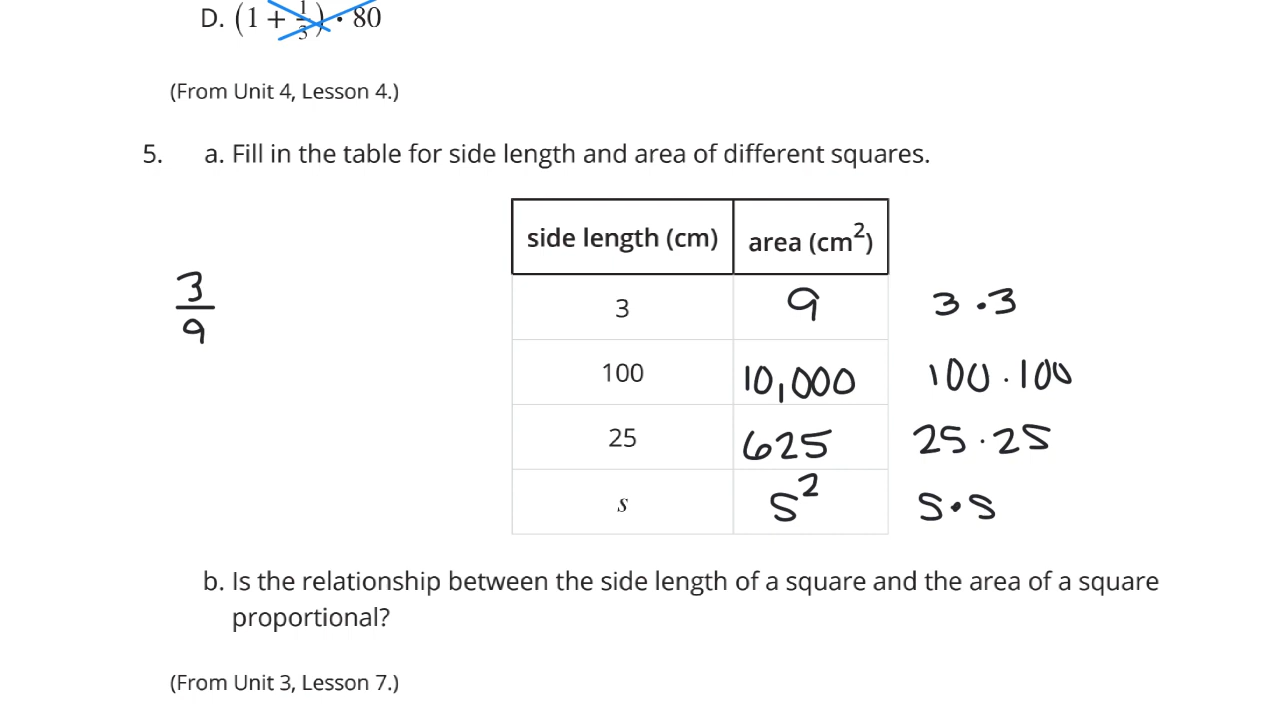 D. (1 + 1/3) · 80
(From Unit 4, Lesson 4.)
5. a. Fill in the table for side length and area of different squares.
side length (cm) area (cm²)
3 9 3 · 3
3/9
100 10,000 100 · 100
25 625 25 · 25
s s² s · s
b. Is the relationship between the side length of a square and the area of a square
proportional?
(From Unit 3, Lesson 7.)